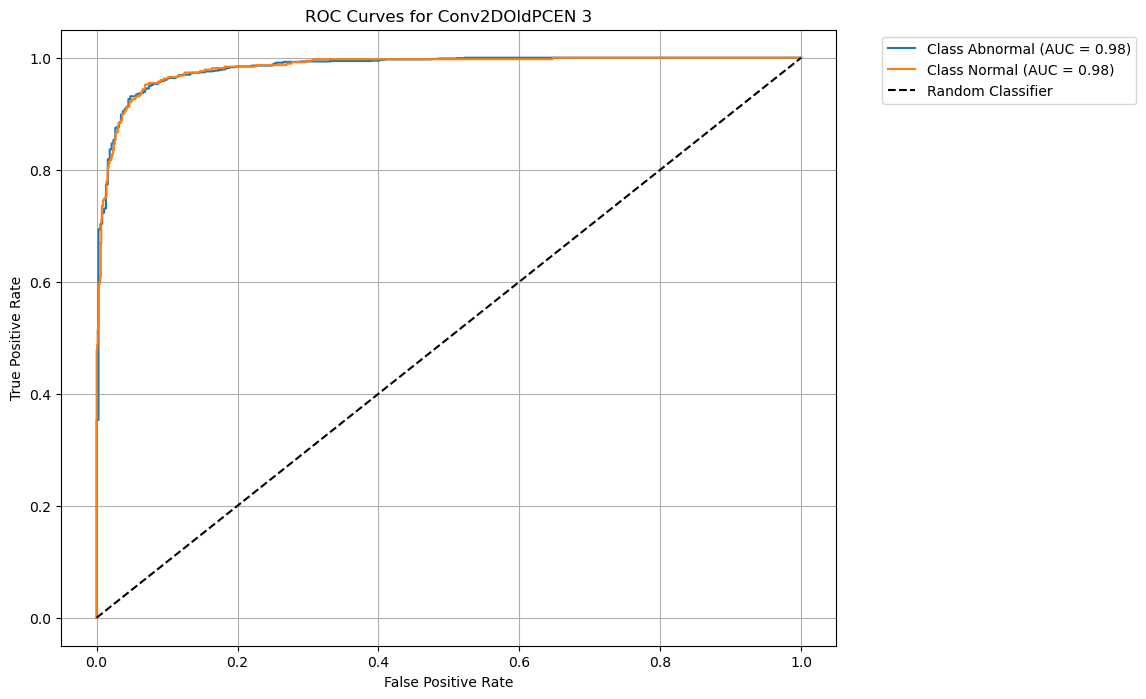 ROC Curves for Conv2DOldPCEN 3
Class Abnormal (AUC = 0.98)
Class Normal (AUC = 0.98)
Random Classifier
True Positive Rate
1.0
0.8
0.6
0.4
0.2
0.0
0.0 0.2 0.4 0.6 0.8 1.0
False Positive Rate